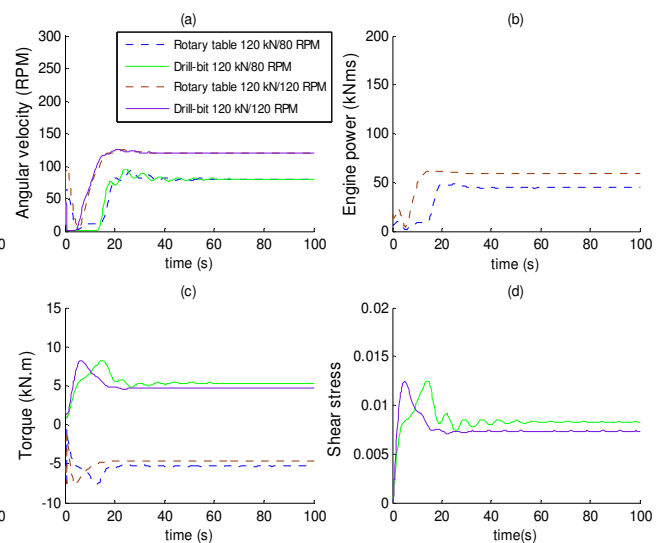 (a)
300
250
200
150
100
50
0
Angular velocity (RPM)
Rotary table 120 kN/80 RPM
Drill-bit 120 kN/80 RPM
Rotary table 120 kN/120 RPM
Drill-bit 120 kN/120 RPM
0 20 40 60 80 100
time (s)
(b)
200
150
100
50
0
Engine power (kNms)
0 20 40 60 80 100
time (s)
0
(c)
15
10
5
0
-5
-10
Torque (kN.m)
0 20 40 60 80 100
time (s)
(d)
0.02
0.015
0.01
0.005
0
Shear stress
0 20 40 60 80 100
time(s)
0